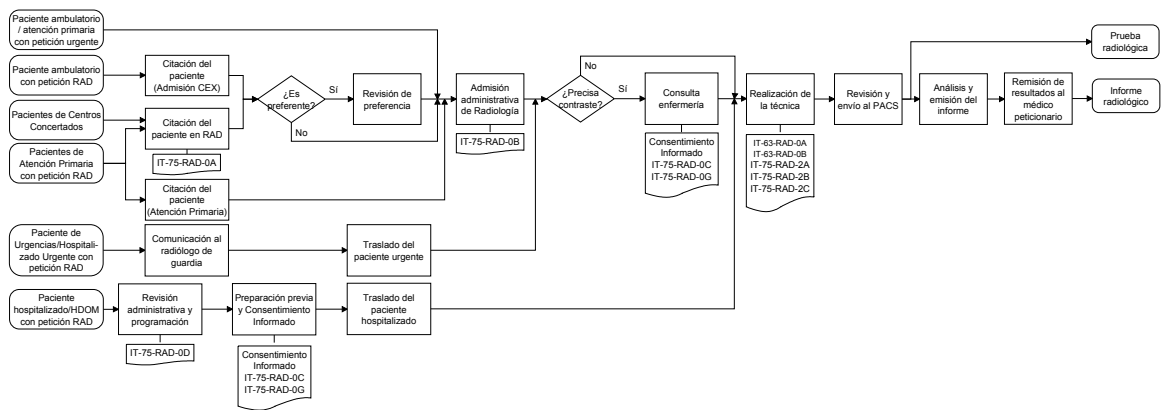 Paciente ambulatorio
/ atención primaria
con petición urgente
Paciente ambulatorio
con petición RAD
Pacientes de Centros
Concertados
Pacientes de
Atención Primaria
con petición RAD
Citación del
paciente
(Admisión CEX)
Citación del
paciente en RAD
IT-75-RAD-0A
Citación del
paciente
(Atención Primaria)
¿Es
preferente?
Sí
No
Revisión de
preferencia
Admisión
administrativa
de Radiología
IT-75-RAD-0B
¿Precisa
contraste?
No
Sí
Consulta
enfermería
Consentimiento
Informado
IT-75-RAD-0C
IT-75-RAD-0G
Realización de
la técnica
IT-63-RAD-0A
IT-63-RAD-0B
IT-75-RAD-2A
IT-75-RAD-2B
IT-75-RAD-2C
Revisión y
envío al PACS
Análisis y
emisión del
informe
Remisión de
resultados al
médico
peticionario
Prueba
radiológica
Informe
radiológico
Paciente de
Urgencias/Hospitali-
zado Urgente con
petición RAD
Comunicación al
radiólogo de
guardia
Traslado del
paciente urgente
Paciente
hospitalizado/HDOM
con petición RAD
Revisión
administrativa y
programación
IT-75-RAD-0D
Preparación previa
y Consentimiento
Informado
Consentimiento
Informado
IT-75-RAD-0C
IT-75-RAD-0G
Traslado del
paciente
hospitalizado